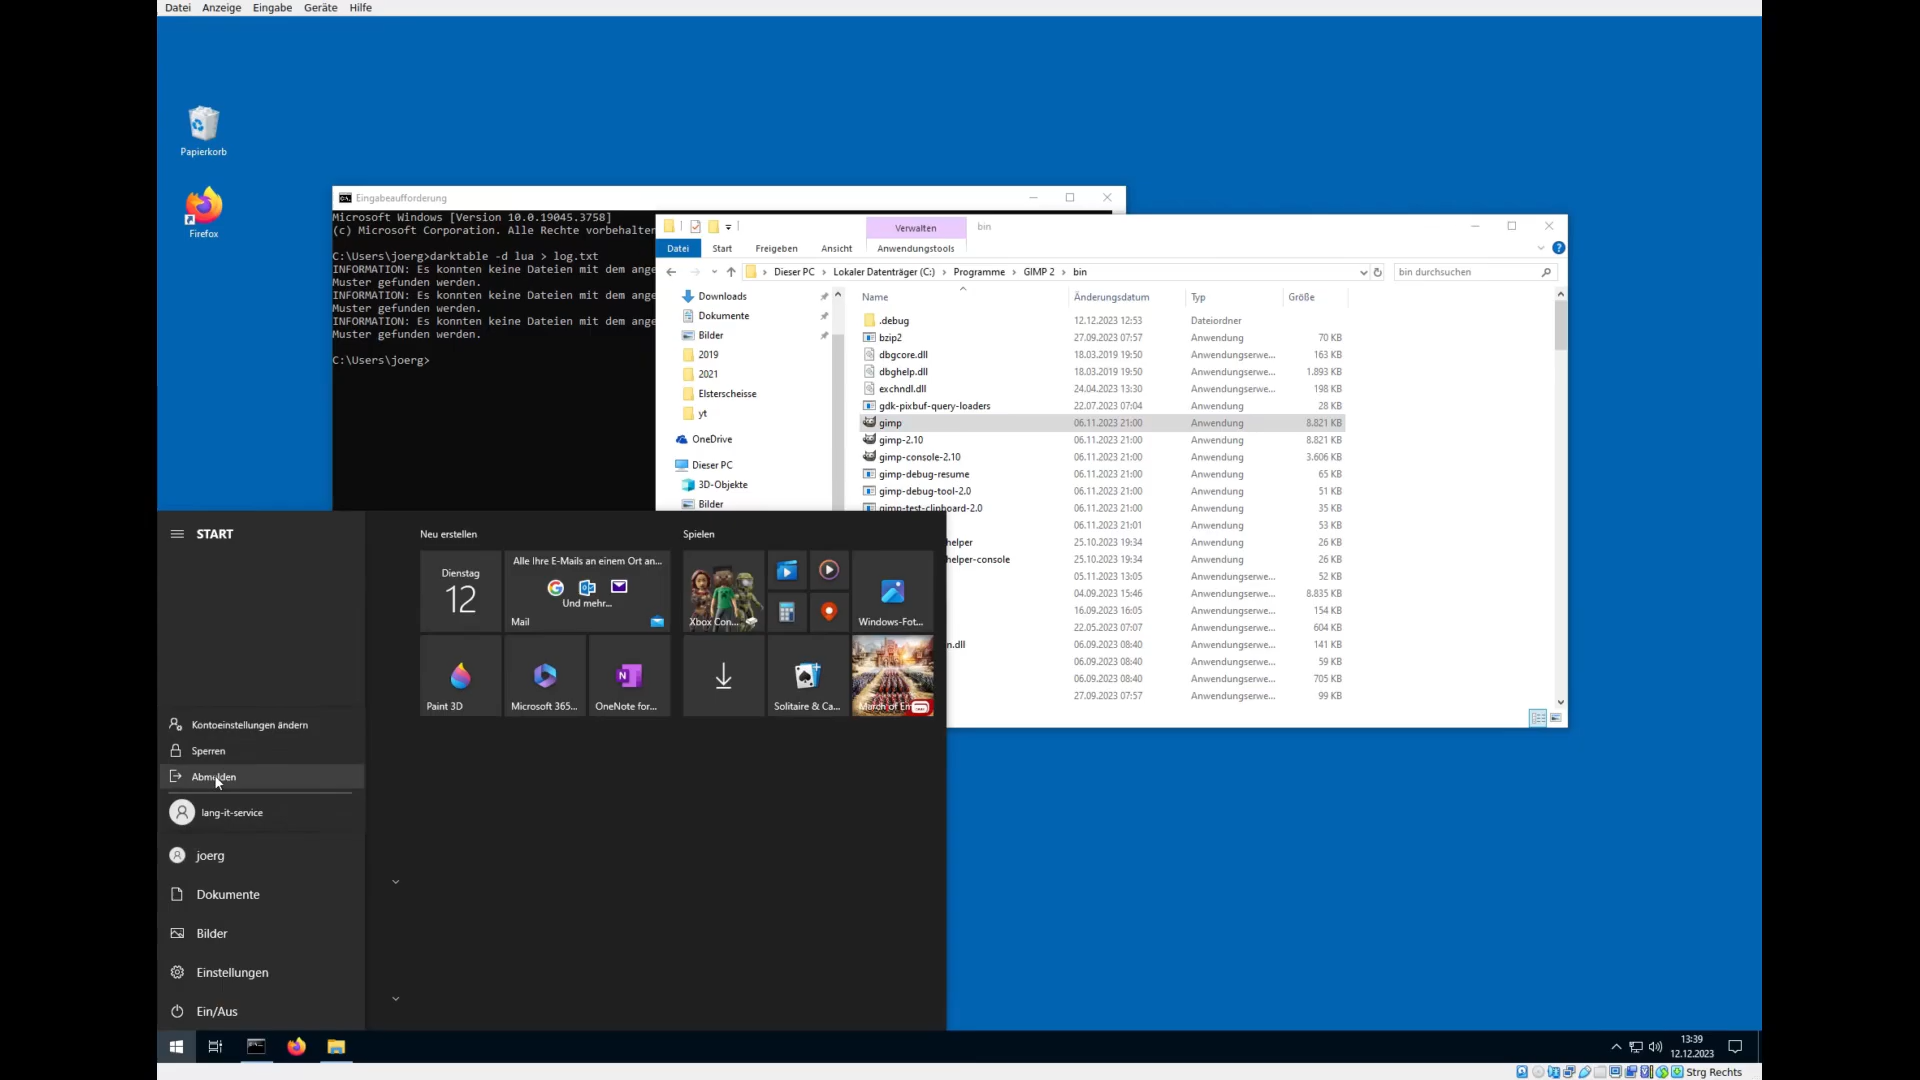 Datei Anzeige Eingabe Geräte Hilfe
Papierkorb
Firefox
Eingabeaufforderung
Microsoft Windows [Version 10.0.19045.3758]
(c) Microsoft Corporation. Alle Rechte vorbehalten
C:\Users\joerg>darktable -d lua > log.txt
INFORMATION: Es konnten keine Dateien mit dem ange
Muster gefunden werden.
INFORMATION: Es konnten keine Dateien mit dem ange
Muster gefunden werden.
INFORMATION: Es konnten keine Dateien mit dem ange
Muster gefunden werden.
C:\Users\joerg>
Verwalten bin
Datei Start Freigeben Ansicht Anwendungstools
Dieser PC Lokaler Datenträger (C:) Programme GIMP 2 bin
bin durchsuchen
Downloads
Dokumente
Bilder
2019
2021
Elsterscheisse
yt
OneDrive
Dieser PC
3D-Objekte
Bilder
Name Änderungsdatum Typ Größe
.debug 12.12.2023 12:53 Dateiordner
bzip2 27.09.2023 07:57 Anwendung 70 KB
dbgcore.dll 18.03.2019 19:50 Anwendungserwe... 163 KB
dbghelp.dll 18.03.2019 19:50 Anwendungserwe... 1.893 KB
exchndl.dll 24.04.2023 13:30 Anwendungserwe... 198 KB
gdk-pixbuf-query-loaders 22.07.2023 07:04 Anwendung 28 KB
gimp 06.11.2023 21:00 Anwendung 8.821 KB
gimp-2.10 06.11.2023 21:00 Anwendung 8.821 KB
gimp-console-2.10 06.11.2023 21:00 Anwendung 3.606 KB
gimp-debug-resume 06.11.2023 21:00 Anwendung 65 KB
gimp-debug-tool-2.0 06.11.2023 21:00 Anwendung 51 KB
gimp-test-clipboard-2.0 06.11.2023 21:00 Anwendung 35 KB
06.11.2023 21:01 Anwendung 53 KB
helper 25.10.2023 19:34 Anwendung 26 KB
helper-console 25.10.2023 19:34 Anwendung 26 KB
05.11.2023 13:05 Anwendungserwe... 52 KB
04.09.2023 15:46 Anwendungserwe... 8.835 KB
16.09.2023 16:05 Anwendungserwe... 154 KB
22.05.2023 07:07 Anwendungserwe... 604 KB
n.dll 06.09.2023 08:40 Anwendungserwe... 141 KB
06.09.2023 08:40 Anwendungserwe... 59 KB
06.09.2023 08:40 Anwendungserwe... 705 KB
27.09.2023 07:57 Anwendungserwe... 99 KB
START
Kontoeinstellungen ändern
Sperren
Abmelden
lang-it-service
joerg
Dokumente
Bilder
Einstellungen
Ein/Aus
Neu erstellen
Dienstag
12
Alle Ihre E-Mails an einem Ort an...
Und mehr...
Mail
Paint 3D
Microsoft 365...
OneNote for...
Spielen
Xbox Con...
Windows-Fot...
Solitaire & Ca...
March of Em
13:39
12.12.2023
Strg Rechts